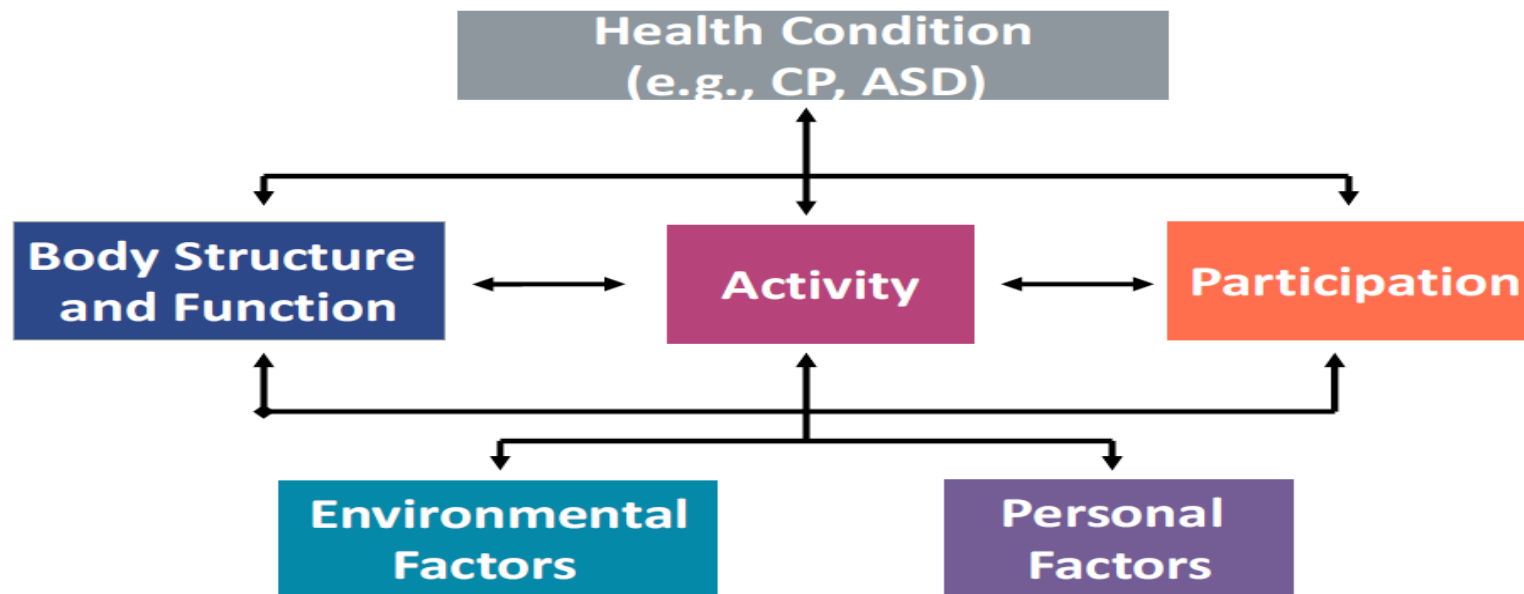 Health Condition
(e.g., CP, ASD)
Body Structure
and Function
Activity
Participation
Environmental
Factors
Personal
Factors